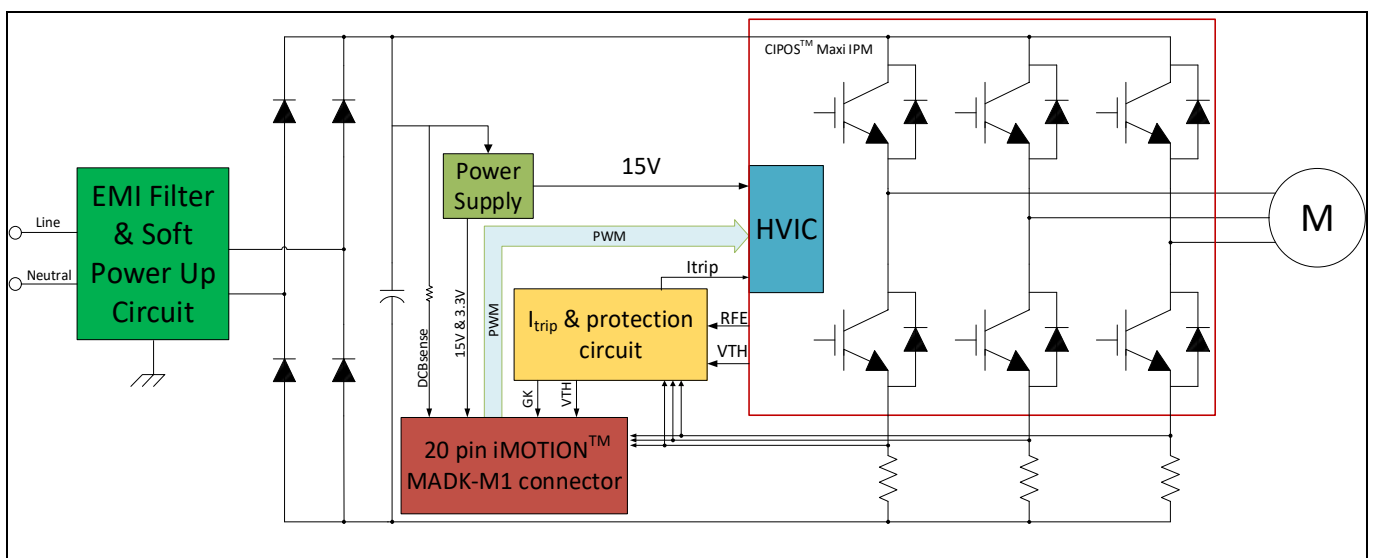 CIPOS™ Maxi IPM
EMI Filter
& Soft
Power Up
Circuit
Line
Neutral
Power
Supply
15V
HVIC
PWM
Itrip
M
DCBsense
15V & 3.3V
PWM
Itrip & protection
circuit
RFE
VTH
GK
VTH
20 pin iMOTION™
MADK-M1 connector